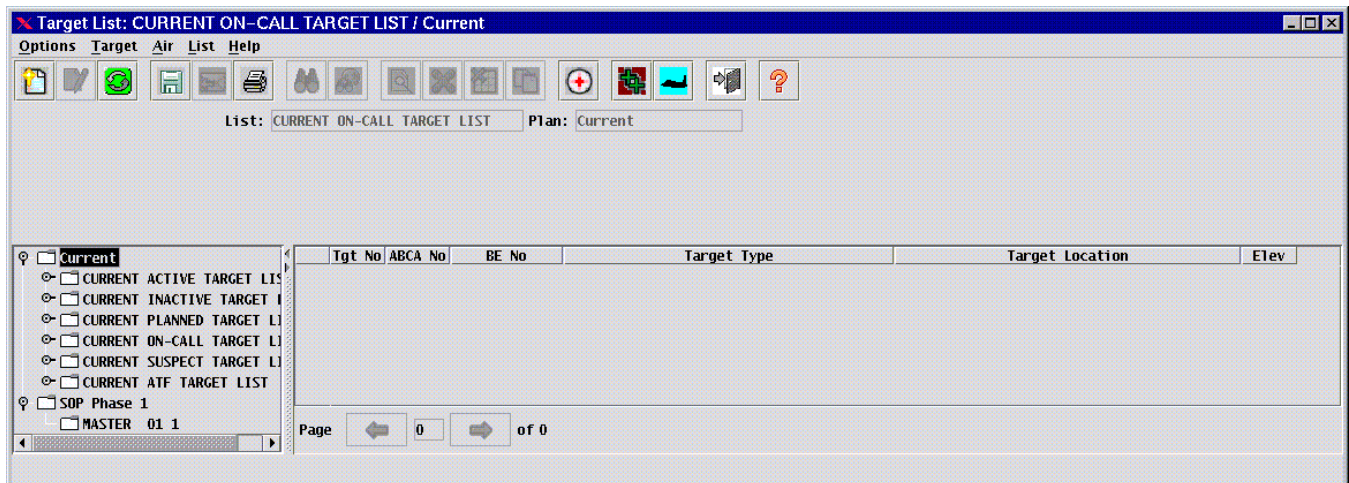 Target List: CURRENT ON-CALL TARGET LIST / Current
Options Target Air List Help
List: CURRENT ON-CALL TARGET LIST Plan: Current
Current
CURRENT ACTIVE TARGET LIS
CURRENT INACTIVE TARGET
CURRENT PLANNED TARGET LI
CURRENT ON-CALL TARGET LI
CURRENT SUSPECT TARGET LI
CURRENT ATF TARGET LIST
SOP Phase 1
MASTER 01 1
Tgt No ABCA No BE No Target Type Target Location Elev
Page 0 of 0